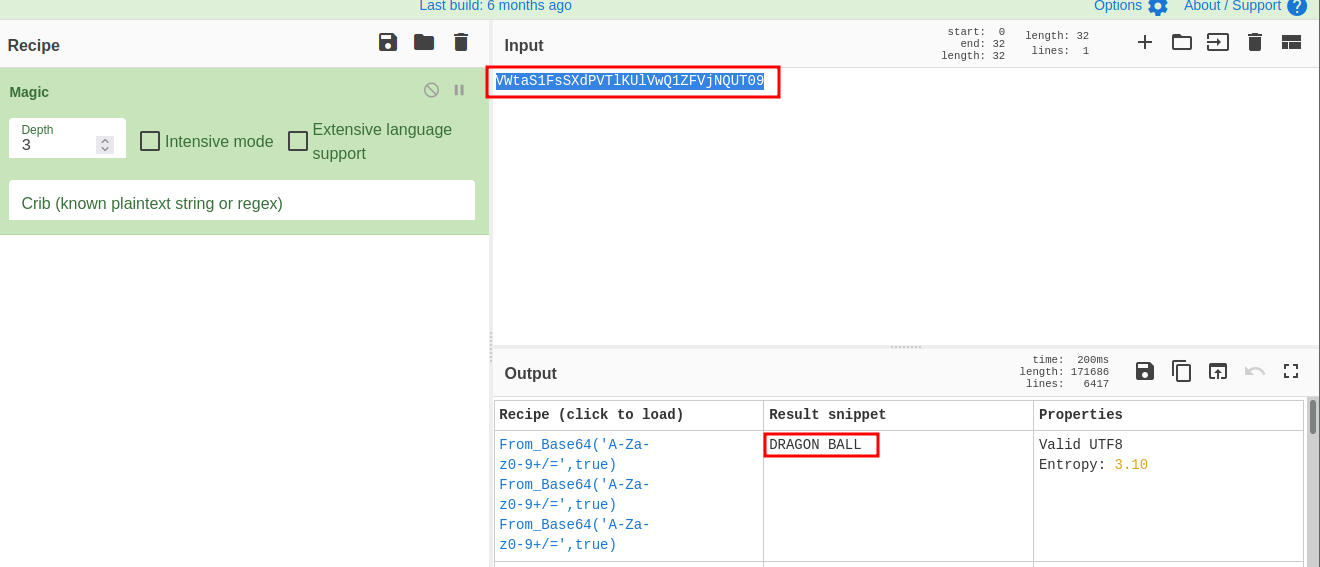 Last build: 6 months ago
Options
About / Support
Recipe
Magic
Depth
3
Intensive mode
Extensive language
support
Crib (known plaintext string or regex)
Input
start: 0
end: 32
length: 32
length: 32
lines: 1
VWtaS1FsSXdPVTlKUlVwQ1ZFVjNQUT09
Output
time: 200ms
length: 171686
lines: 6417
Recipe (click to load)
Result snippet
Properties
From_Base64('A-Za-
z0-9+/=',true)
From_Base64('A-Za-
z0-9+/=',true)
From_Base64('A-Za-
z0-9+/=',true)
DRAGON BALL
Valid UTF8
Entropy: 3.10